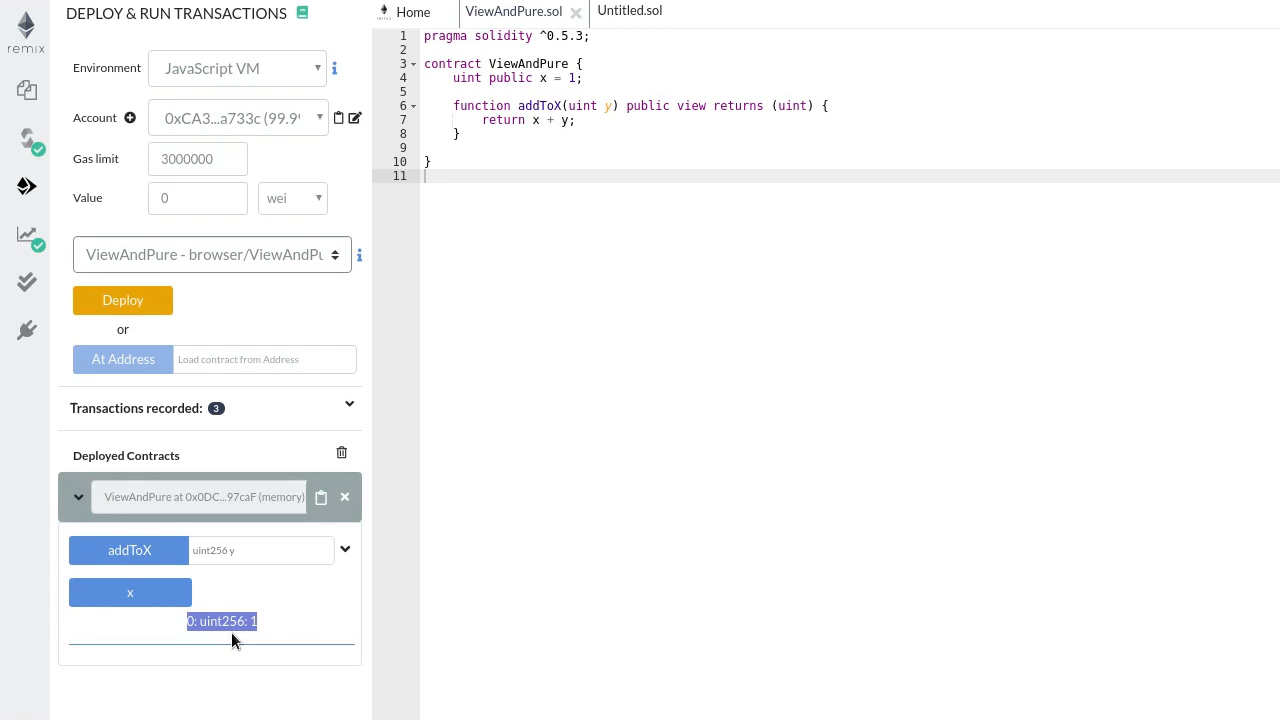 DEPLOY & RUN TRANSACTIONS
remix
Environment
JavaScript VM
Account
0xCA3...a733c (99.9
Gas limit
3000000
Value
0
wei
ViewAndPure - browser/ViewAndPu
Deploy
or
At Address
Load contract from Address
Transactions recorded: 3
Deployed Contracts
ViewAndPure at 0x0DC...97caF (memory)
addToX
uint256 y
x
0: uint256: 1
Home
ViewAndPure.sol
Untitled.sol
1 pragma solidity ^0.5.3;
2
3 contract ViewAndPure {
4 uint public x = 1;
5
6 function addToX(uint y) public view returns (uint) {
7 return x + y;
8 }
9
10 }
11